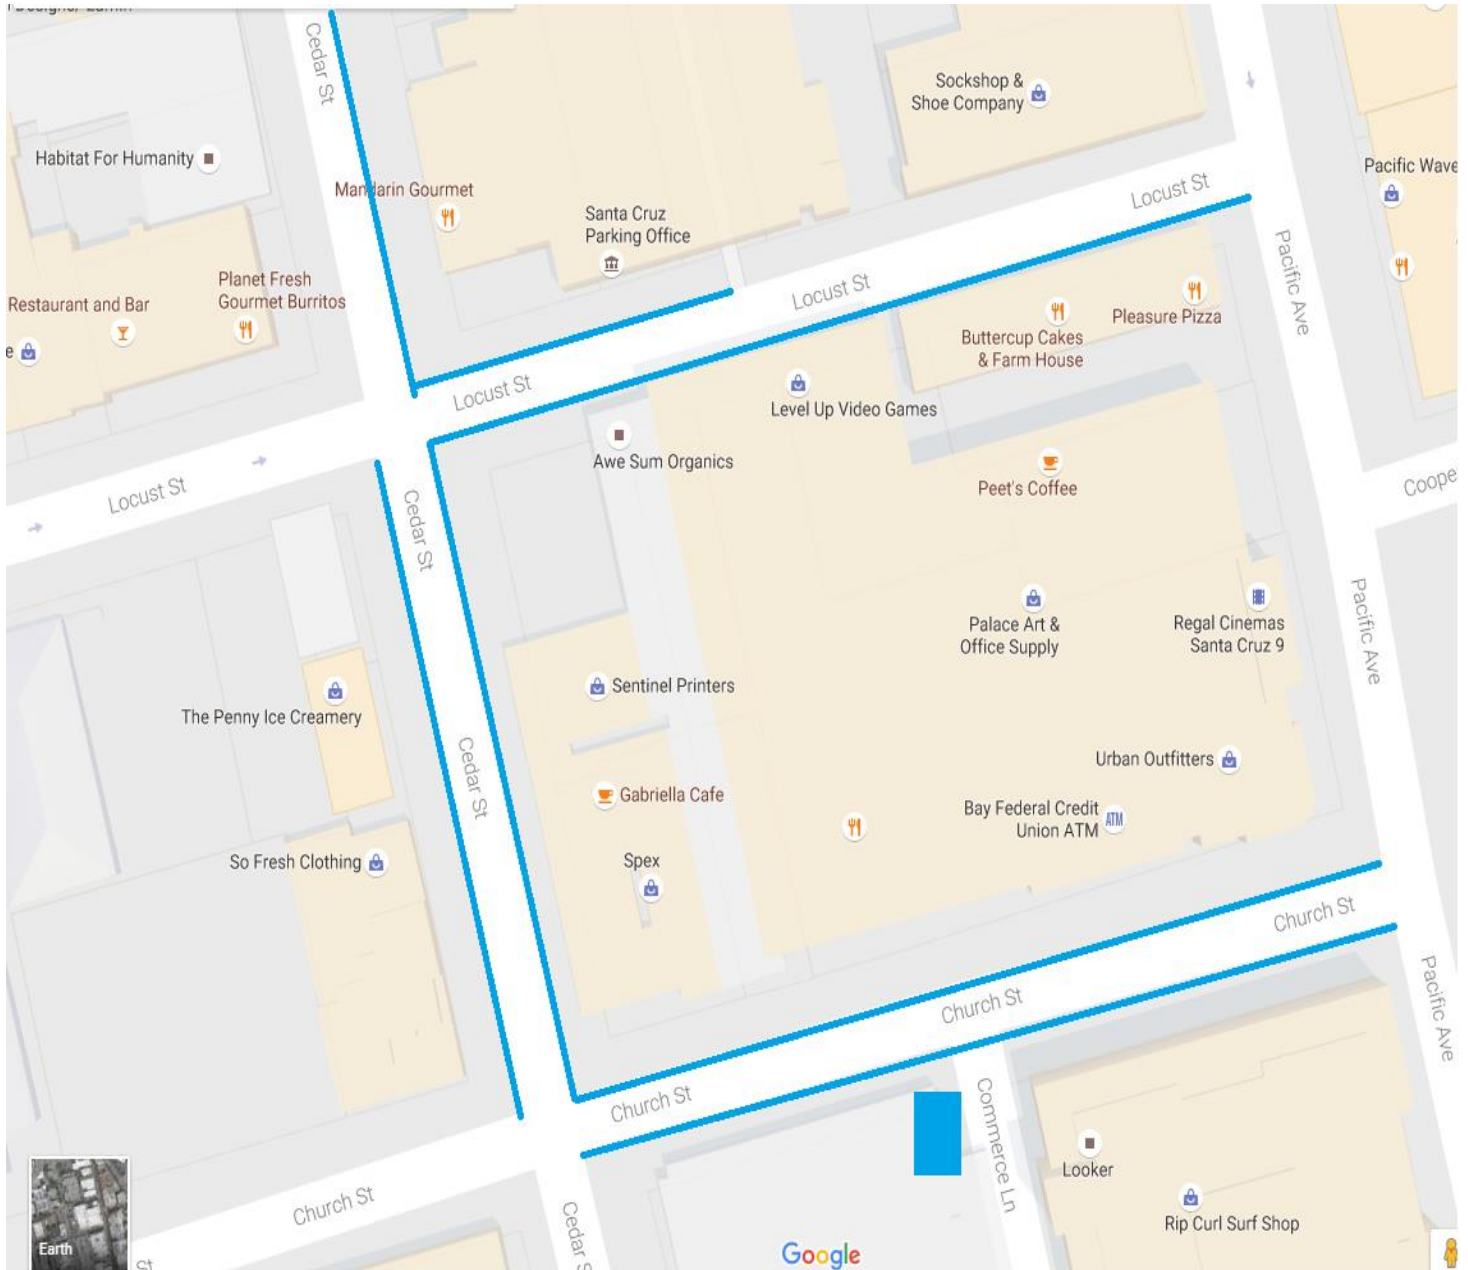 Cedar St
Sockshop &
Shoe Company
Habitat For Humanity
Mandarin Gourmet
Pacific Wave
Locust St
Santa Cruz
Parking Office
Planet Fresh
Gourmet Burritos
Restaurant and Bar
Pacific Ave
Locust St
Pleasure Pizza
Buttercup Cakes
& Farm House
e
Locust St
Level Up Video Games
Awe Sum Organics
Peet's Coffee
Coope
Locust St
Cedar St
Palace Art &
Office Supply
Regal Cinemas
Santa Cruz 9
Pacific Ave
Sentinel Printers
The Penny Ice Creamery
Cedar St
Urban Outfitters
Gabriella Cafe
Bay Federal Credit
Union ATM
ATM
So Fresh Clothing
Spex
Church St
Church St
Pacific Ave
Church St
Commerce Ln
Looker
Church St
Rip Curl Surf Shop
Cedar S
Earth
Google
St